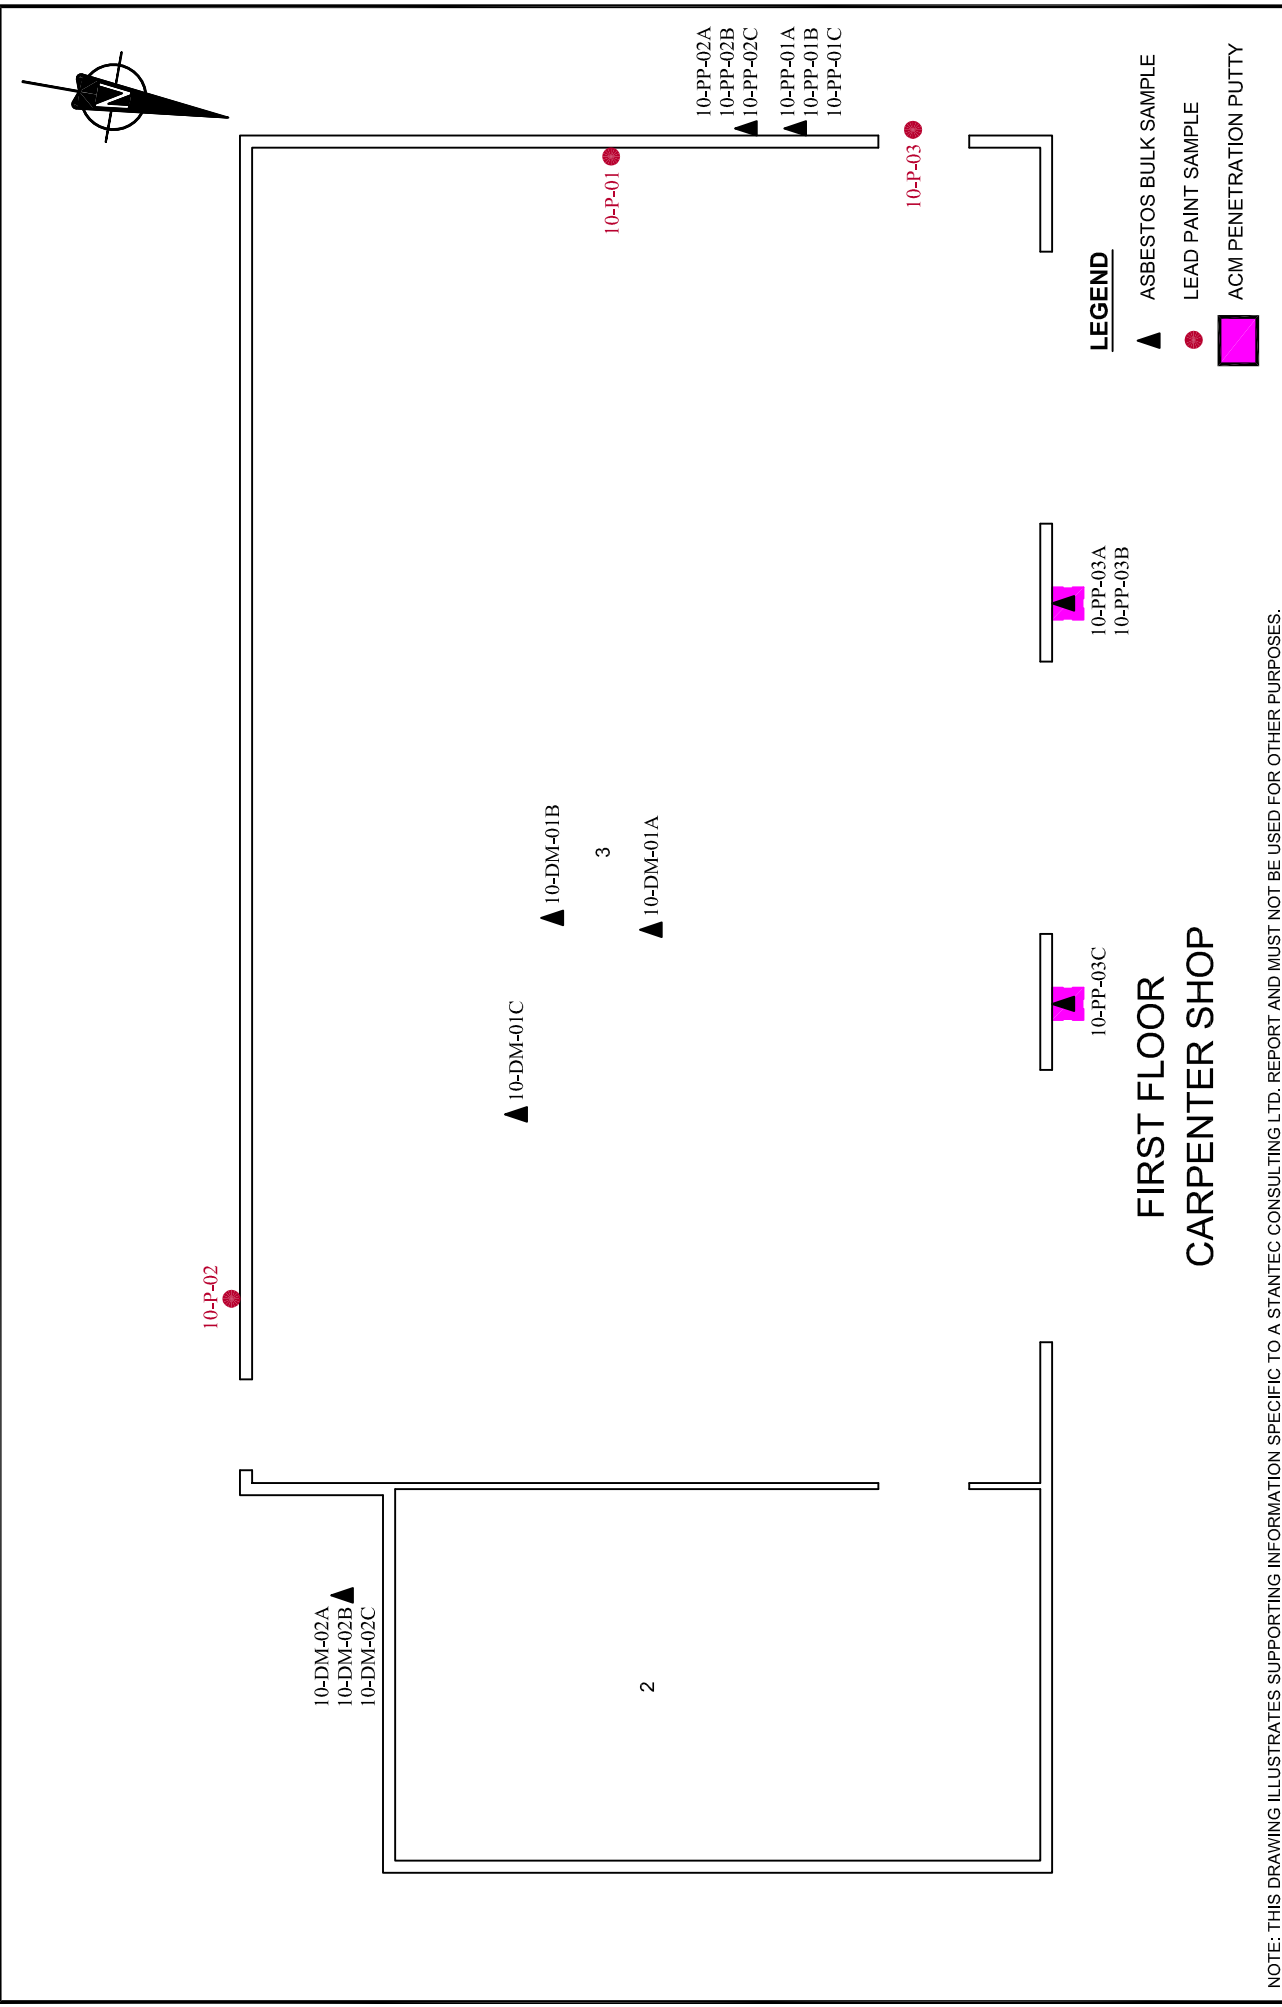 N
10-PP-02A
10-PP-02B
10-PP-02C
10-PP-01A
10-PP-01B
10-PP-01C
10-P-01
10-P-03
10-P-02
10-DM-02A
10-DM-02B
10-DM-02C
10-DM-01C
10-DM-01B
3
10-DM-01A
2
10-PP-03A
10-PP-03B
10-PP-03C
LEGEND
ASBESTOS BULK SAMPLE
LEAD PAINT SAMPLE
ACM PENETRATION PUTTY
FIRST FLOOR
CARPENTER SHOP
NOTE: THIS DRAWING ILLUSTRATES SUPPORTING INFORMATION SPECIFIC TO A STANTEC CONSULTING LTD. REPORT AND MUST NOT BE USED FOR OTHER PURPOSES.